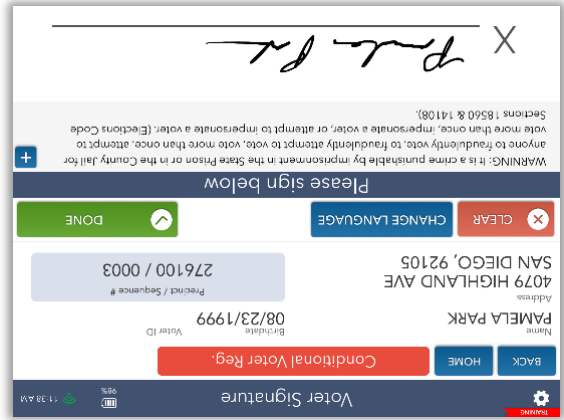 TRAINING
Voter Signature
96%
11:38 AM
BACK
HOME
Conditional Voter Reg.
Name
PAMELA PARK
Birthdate
08/23/1999
Voter ID
Address
4079 HIGHLAND AVE
SAN DIEGO, 92105
Precinct / Sequence #
276100 / 0003
CLEAR
CHANGE LANGUAGE
DONE
Please sign below
WARNING: It is a crime punishable by imprisonment in the State Prison or in the County Jail for
anyone to fraudulently vote, to fraudulently attempt to vote, vote more than once, attempt to
vote more than once, impersonate a voter, or attempt to impersonate a voter. (Elections Code
Sections 18560 & 14108).
+
X